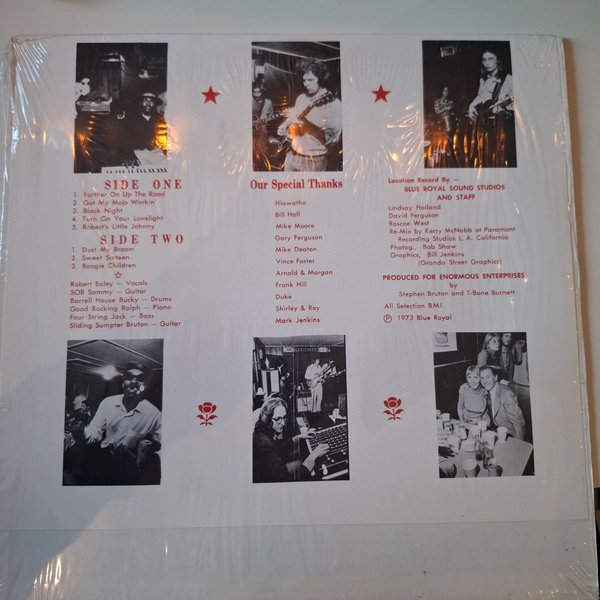 SIDE ONE
1. Further On Up The Road
2. Got My Mojo Workin'
3. Black Night
4. Turn On Your Lovelight
5. Robert's Little Johnny
SIDE TWO
1. Dust My Broom
2. Sweet Sixteen
3. Boogie Children
Robert Ealey — Vocals
SOB Sammy — Guitar
Barrell House Bucky — Drums
Good Rocking Ralph — Piano
Four String Jack — Bass
Sliding Sumpter Bruton — Guitar
Our Special Thanks
Hiawatha
Bill Hall
Mike Moore
Gary Ferguson
Mike Deaton
Vince Foster
Arnold & Morgan
Frank Hill
Duke
Shirley & Ray
Mark Jenkins
Location Record By —
BLUE ROYAL SOUND STUDIOS
AND STAFF
Lindsay Holland
David Ferguson
Roscoe West
Re-Mix by Kerry McNabb at Paramont
Recording Studios L. A. California
Photog., Bob Shaw
Graphics, Bill Jenkins
(Grande Street Graphics)
PRODUCED FOR ENORMOUS ENTERPRISES
by
Stephen Bruton and T-Bone Burnett
All Selection BMI
Ⓟ 1973 Blue Royal